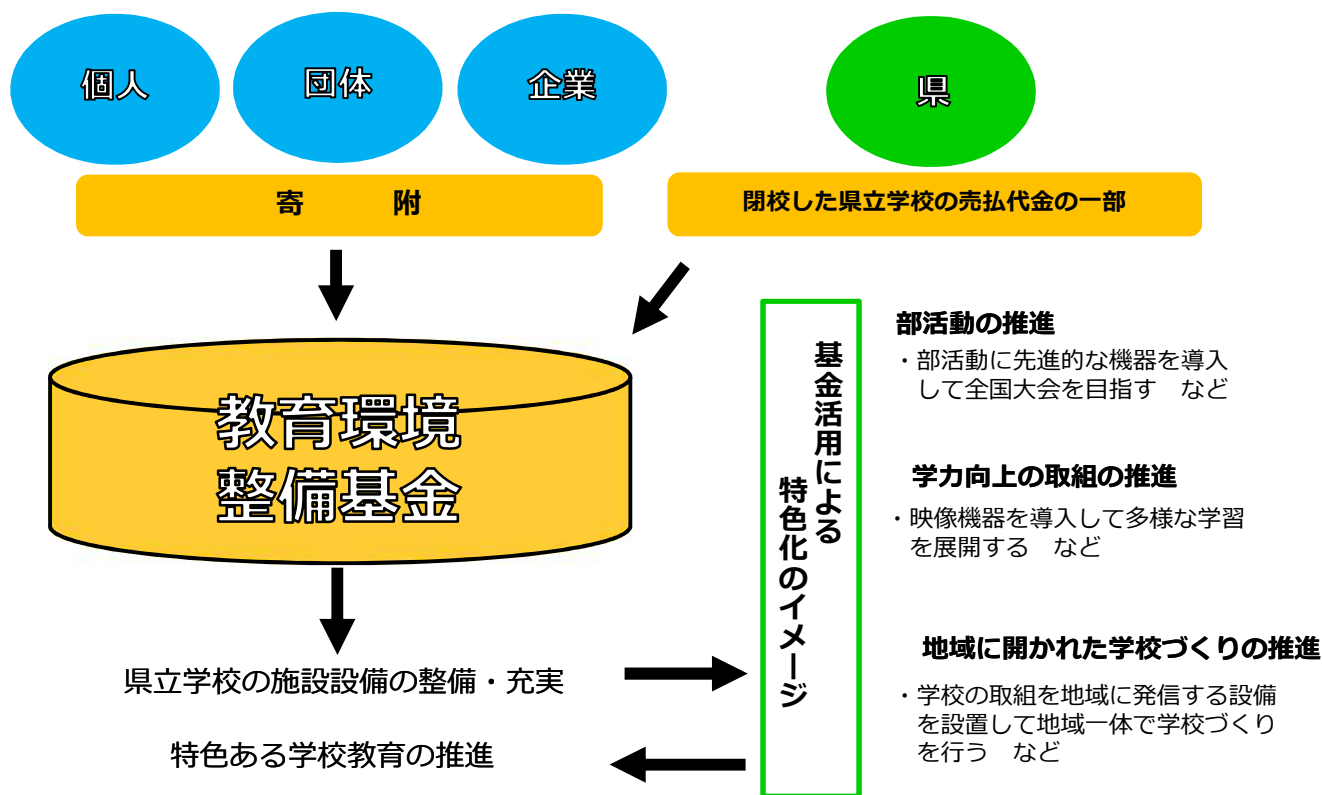 個人
団体
企業
県
寄　附
閉校した県立学校の売払代金の一部
教育環境
整備基金
県立学校の施設設備の整備・充実
特色ある学校教育の推進
基金活用による
特色化のイメージ
部活動の推進
・部活動に先進的な機器を導入
して全国大会を目指す　など
学力向上の取組の推進
・映像機器を導入して多様な学習
を展開する　など
地域に開かれた学校づくりの推進
・学校の取組を地域に発信する設備
を設置して地域一体で学校づくり
を行う　など